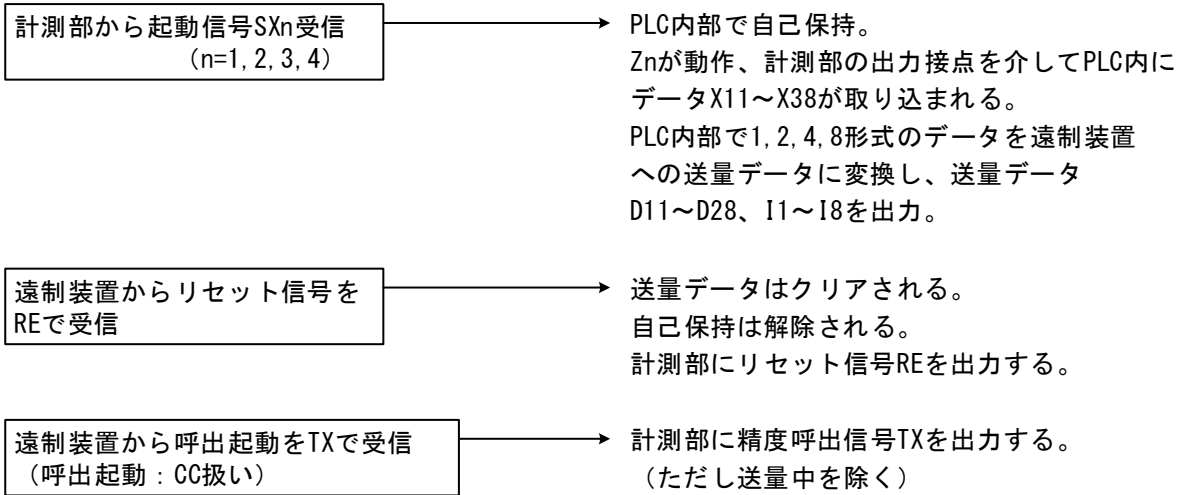 計測部から起動信号SXn受信
（n=1,2,3,4）
PLC内部で自己保持。
Znが動作、計測部の出力接点を介してPLC内に
データX11～X38が取り込まれる。
PLC内部で1,2,4,8形式のデータを遠制装置
への送量データに変換し、送量データ
D11～D28、I1～I8を出力。
遠制装置からリセット信号を
REで受信
送量データはクリアされる。
自己保持は解除される。
計測部にリセット信号REを出力する。
遠制装置から呼出起動をTXで受信
（呼出起動：CC扱い）
計測部に精度呼出信号TXを出力する。
（ただし送量中を除く）